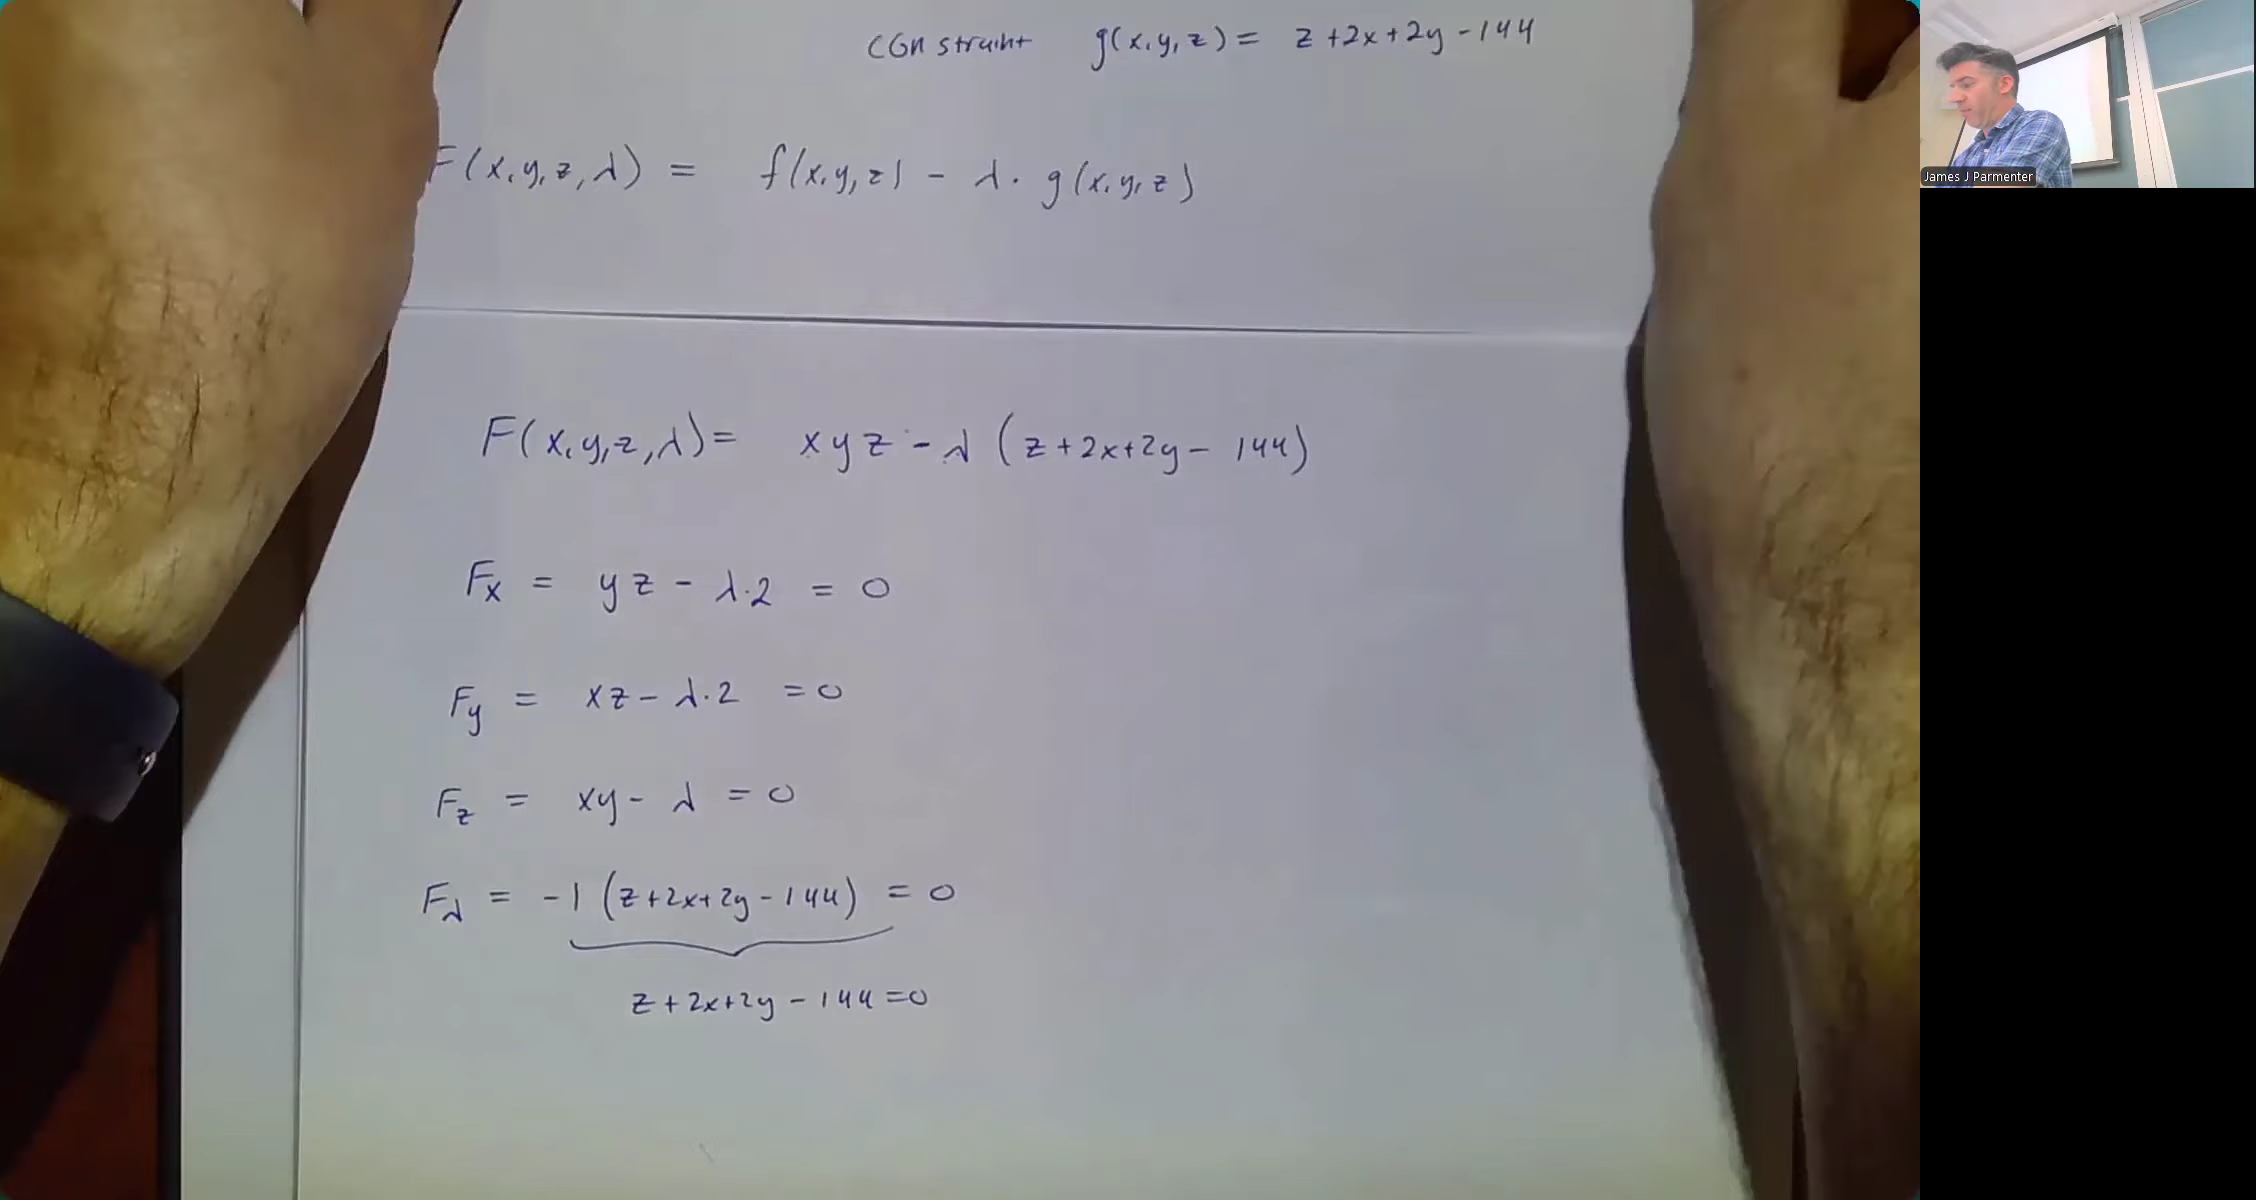 Constraint g(x,y,z) = z+2x+2y-144
James J Parmenter
F(x,y,z,λ) = f(x,y,z) - λ· g(x,y,z)
F(x,y,z,λ) = xyz - λ (z+2x+2y-144)
Fx = yz - λ·2 = 0
Fy = xz - λ·2 = 0
Fz = xy - λ = 0
Fλ = -1 (z+2x+2y-144) = 0
z+2x+2y-144=0